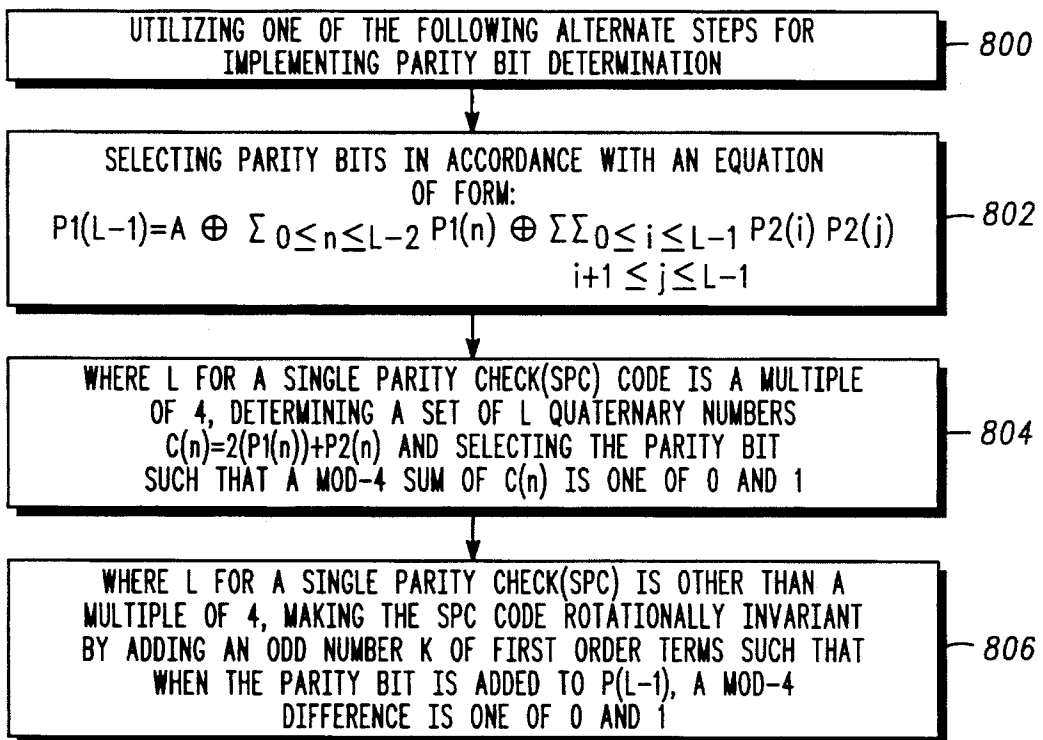 UTILIZING ONE OF THE FOLLOWING ALTERNATE STEPS FOR
IMPLEMENTING PARITY BIT DETERMINATION
800
SELECTING PARITY BITS IN ACCORDANCE WITH AN EQUATION
OF FORM:
P1(L-1)=A ⊕ Σ 0≤n≤L-2 P1(n) ⊕ ΣΣ 0≤i≤L-1 P2(i) P2(j)
i+1≤j≤L-1
802
WHERE L FOR A SINGLE PARITY CHECK(SPC) CODE IS A MULTIPLE
OF 4, DETERMINING A SET OF L QUATERNARY NUMBERS
C(n)=2(P1(n))+P2(n) AND SELECTING THE PARITY BIT
SUCH THAT A MOD-4 SUM OF C(n) IS ONE OF 0 AND 1
804
WHERE L FOR A SINGLE PARITY CHECK(SPC) IS OTHER THAN A
MULTIPLE OF 4, MAKING THE SPC CODE ROTATIONALLY INVARIANT
BY ADDING AN ODD NUMBER K OF FIRST ORDER TERMS SUCH THAT
WHEN THE PARITY BIT IS ADDED TO P(L-1), A MOD-4
DIFFERENCE IS ONE OF 0 AND 1
806